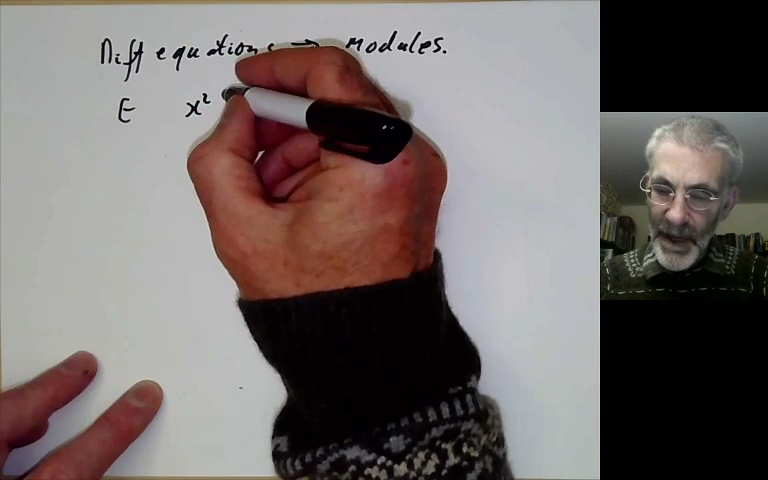 Diff equations → modules.
E x²